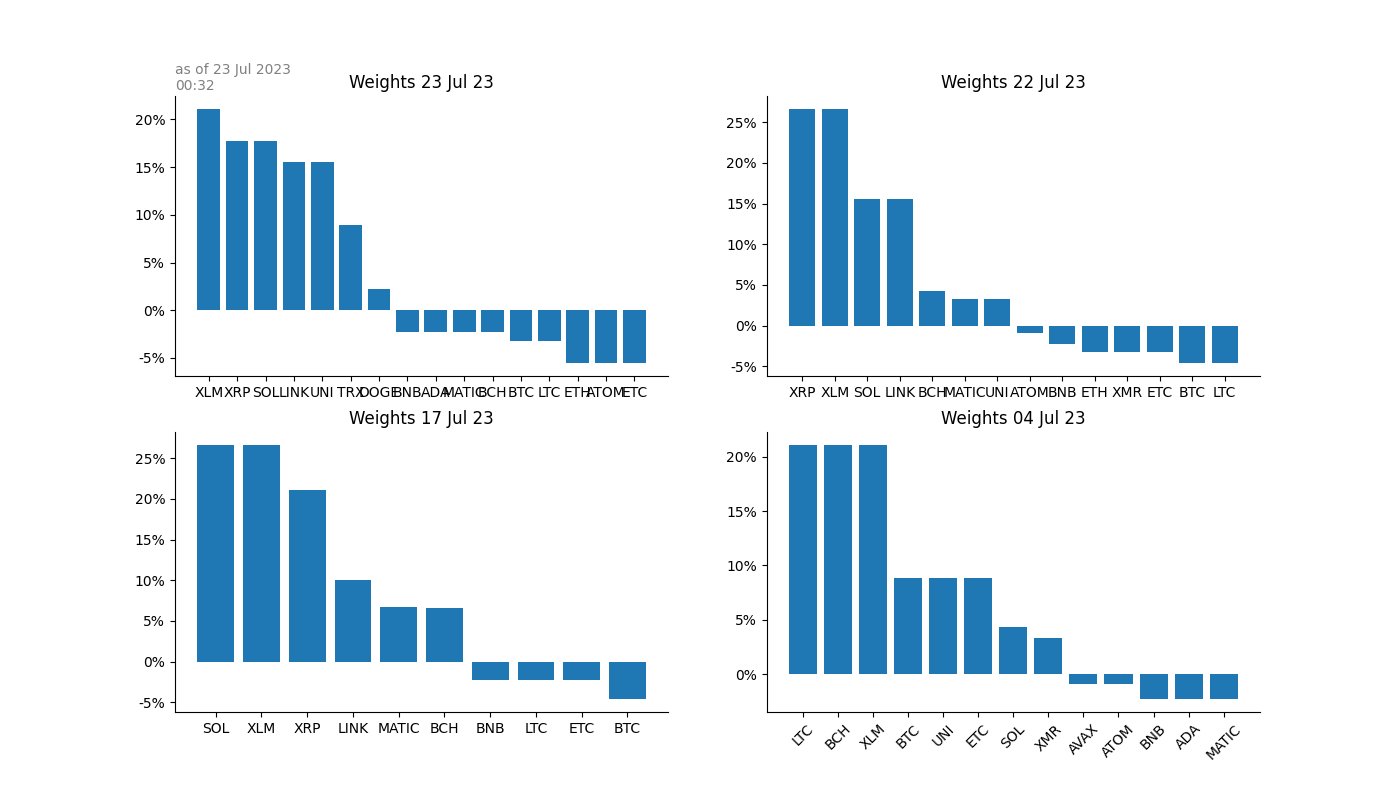 as of 23 Jul 2023
00:32
Weights 23 Jul 23
20%
15%
10%
5%
0%
-5%
XLM XRP SOL LINK UNI TRX DOGE BNB ADA MATIC BCH BTC LTC ETH ATOM ETC
Weights 22 Jul 23
25%
20%
15%
10%
5%
0%
-5%
XRP XLM SOL LINK BCH MATIC UNI ATOM BNB ETH XMR ETC BTC LTC
Weights 17 Jul 23
25%
20%
15%
10%
5%
0%
-5%
SOL XLM XRP LINK MATIC BCH BNB LTC ETC BTC
Weights 04 Jul 23
20%
15%
10%
5%
0%
LTC BCH XLM BTC UNI ETC SOL XMR AVAX ATOM BNB ADA MATIC